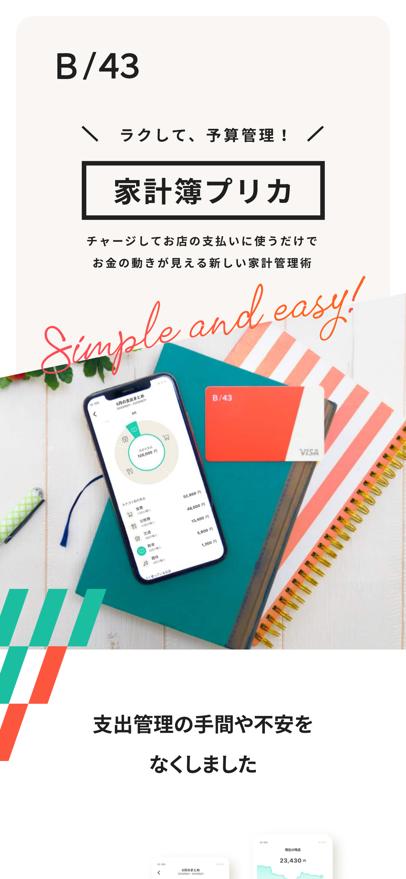 B/43
ラクして、予算管理！
家計簿プリカ
チャージしてお店の支払いに使うだけで
お金の動きが見える新しい家計管理術
Simple and easy!
B/43
VISA
支出管理の手間や不安を
なくしました
23,430